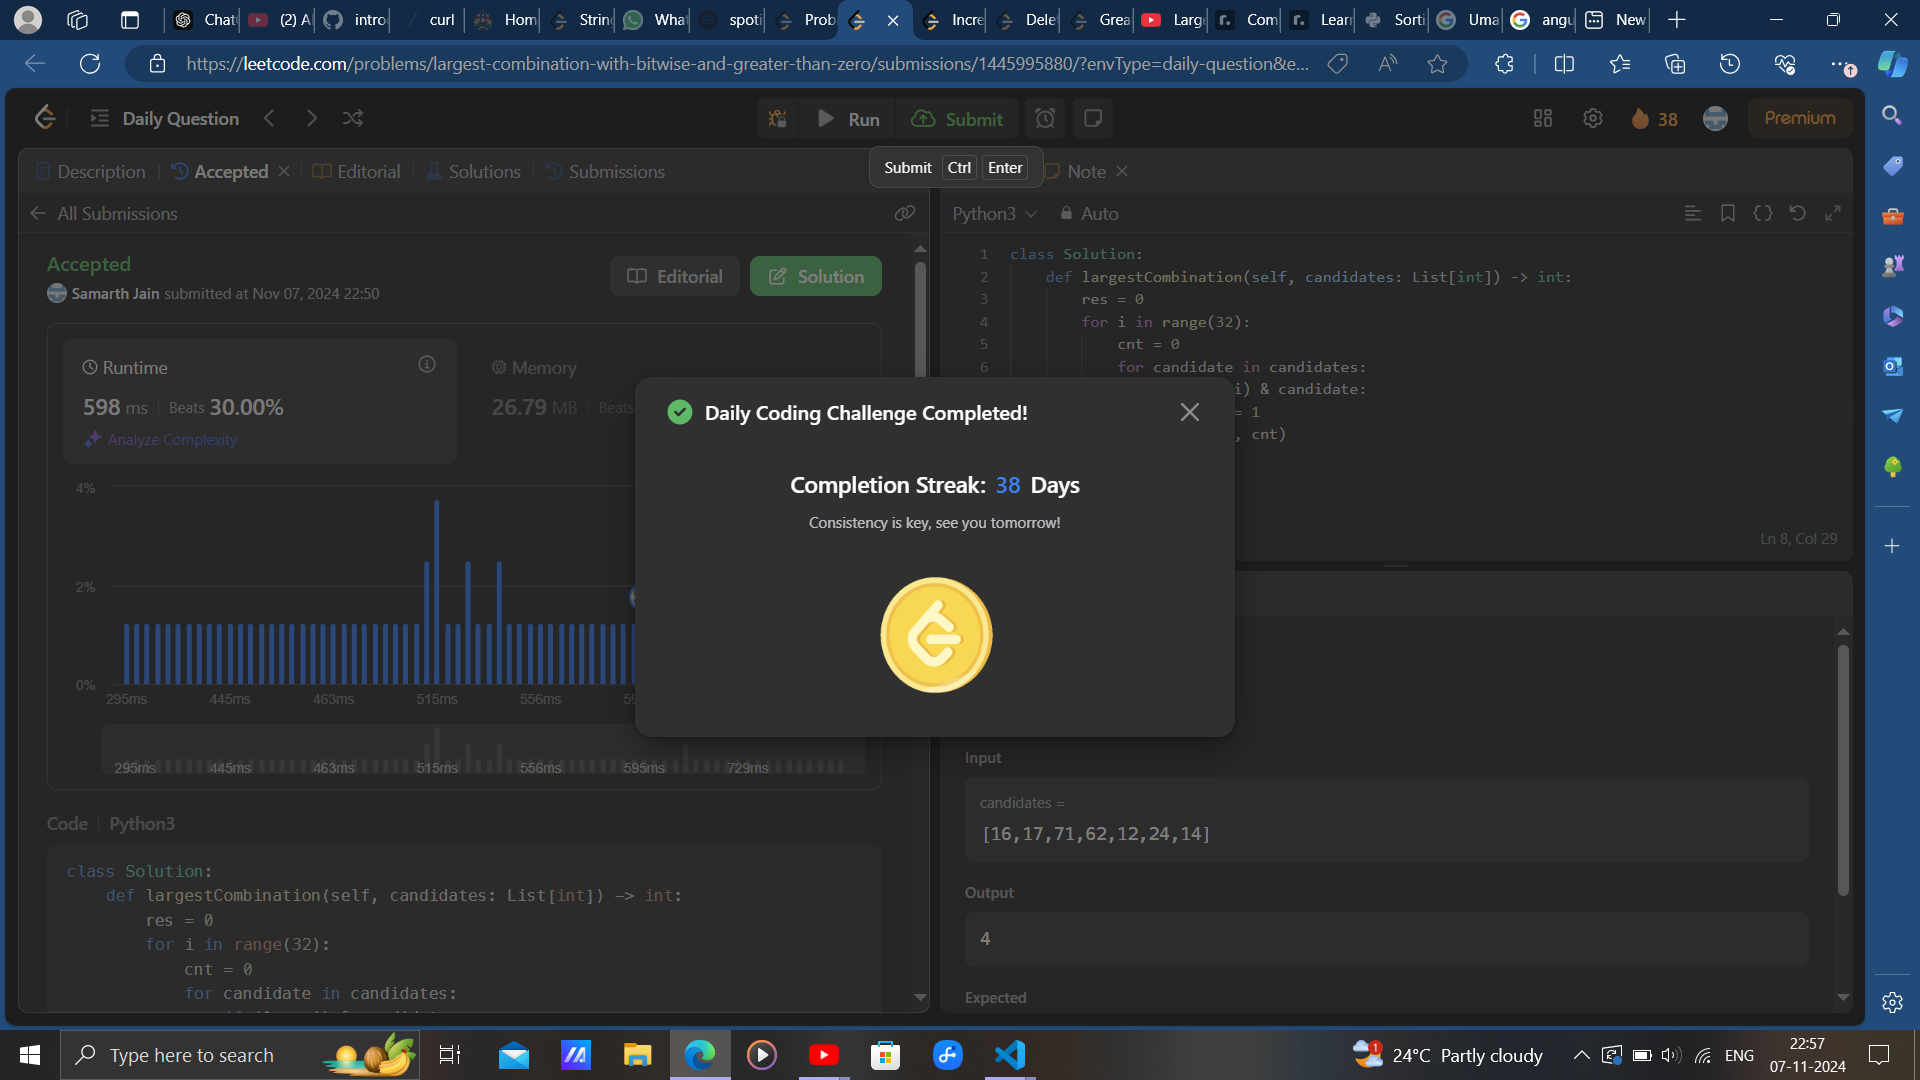 Chat
(2) A
intro
curl
Hom
String
What
spoti
Prob
Incre
Dele
Grea
Large
Com
Lear
Sorti
Uma
angu
New
https://leetcode.com/problems/largest-combination-with-bitwise-and-greater-than-zero/submissions/1445995880/?envType=daily-question&e...
Daily Question
Run
Submit
38
Premium
Submit Ctrl Enter
Description
Accepted
Editorial
Solutions
Submissions
Note
All Submissions
Python3
Auto
Accepted
Samarth Jain submitted at Nov 07, 2024 22:50
Editorial
Solution
Runtime
598 ms Beats 30.00%
Analyze Complexity
Memory
26.79 MB Beats
4%
2%
0%
295ms 445ms 463ms 515ms 556ms
295ms 445ms 463ms 515ms 556ms 595ms 729ms
Code Python3
class Solution:
def largestCombination(self, candidates: List[int]) -> int:
res = 0
for i in range(32):
cnt = 0
for candidate in candidates:
1 class Solution:
2 def largestCombination(self, candidates: List[int]) -> int:
3 res = 0
4 for i in range(32):
5 cnt = 0
6 for candidate in candidates:
i) & candidate:
= 1
, cnt)
Ln 8, Col 29
Daily Coding Challenge Completed!
Completion Streak: 38 Days
Consistency is key, see you tomorrow!
Input
candidates =
[16,17,71,62,12,24,14]
Output
4
Expected
Type here to search
1
24°C Partly cloudy
ENG
22:57
07-11-2024